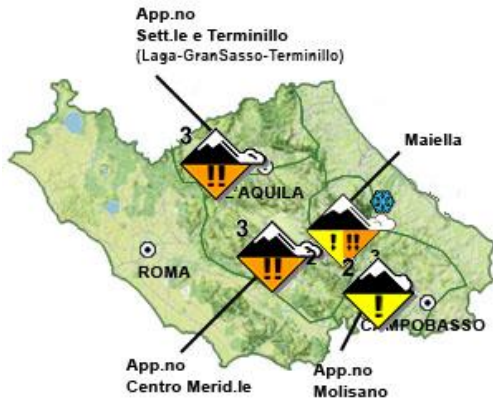 App.no
Sett.le e Terminillo
(Laga-GranSasso-Terminillo)
Maiella
3
!!
L'AQUILA
3
! !!
!!
2
2
ROMA
!
CAMPOBASSO
App.no
Centro Merid.le
App.no
Molisano